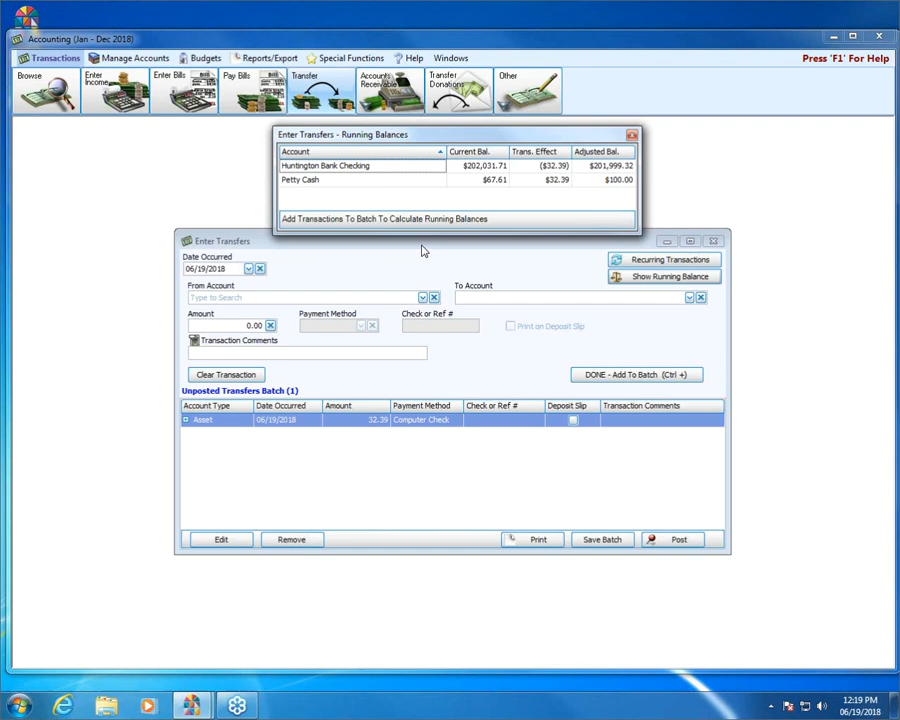 Accounting (Jan - Dec 2018)
Transactions Manage Accounts Budgets Reports/Export Special Functions Help Windows Press 'F1' For Help
Browse Enter Income Enter Bills Pay Bills Transfer Accounts Receivable Transfer Donations Other
Enter Transfers - Running Balances
Account Current Bal. Trans. Effect Adjusted Bal.
Huntington Bank Checking $202,031.71 ($32.39) $201,999.32
Petty Cash $67.61 $32.39 $100.00
Add Transactions To Batch To Calculate Running Balances
Enter Transfers
Date Occurred
06/19/2018
Recurring Transactions
Show Running Balance
From Account To Account
Type to Search
Amount Payment Method Check or Ref #
0.00 Print on Deposit Slip
Transaction Comments
Clear Transaction DONE - Add To Batch (Ctrl +)
Unposted Transfers Batch (1)
Account Type Date Occurred Amount Payment Method Check or Ref # Deposit Slip Transaction Comments
Asset 06/19/2018 32.39 Computer Check
Edit Remove Print Save Batch Post
12:19 PM
06/19/2018